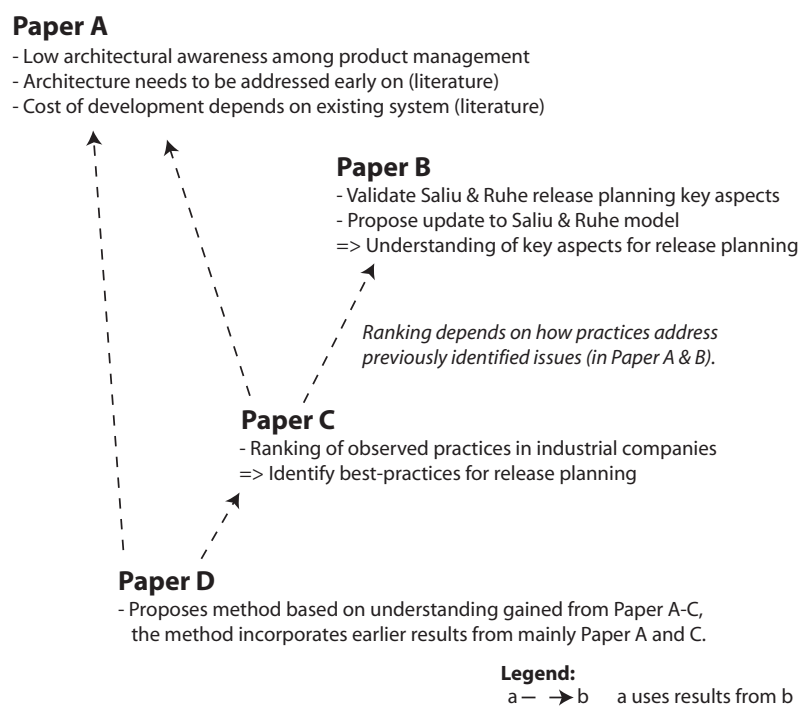 Paper A
- Low architectural awareness among product management
- Architecture needs to be addressed early on (literature)
- Cost of development depends on existing system (literature)
Paper B
- Validate Saliu & Ruhe release planning key aspects
- Propose update to Saliu & Ruhe model
=> Understanding of key aspects for release planning
Ranking depends on how practices address
previously identified issues (in Paper A & B).
Paper C
- Ranking of observed practices in industrial companies
=> Identify best-practices for release planning
Paper D
- Proposes method based on understanding gained from Paper A-C,
the method incorporates earlier results from mainly Paper A and C.
Legend:
a b a uses results from b